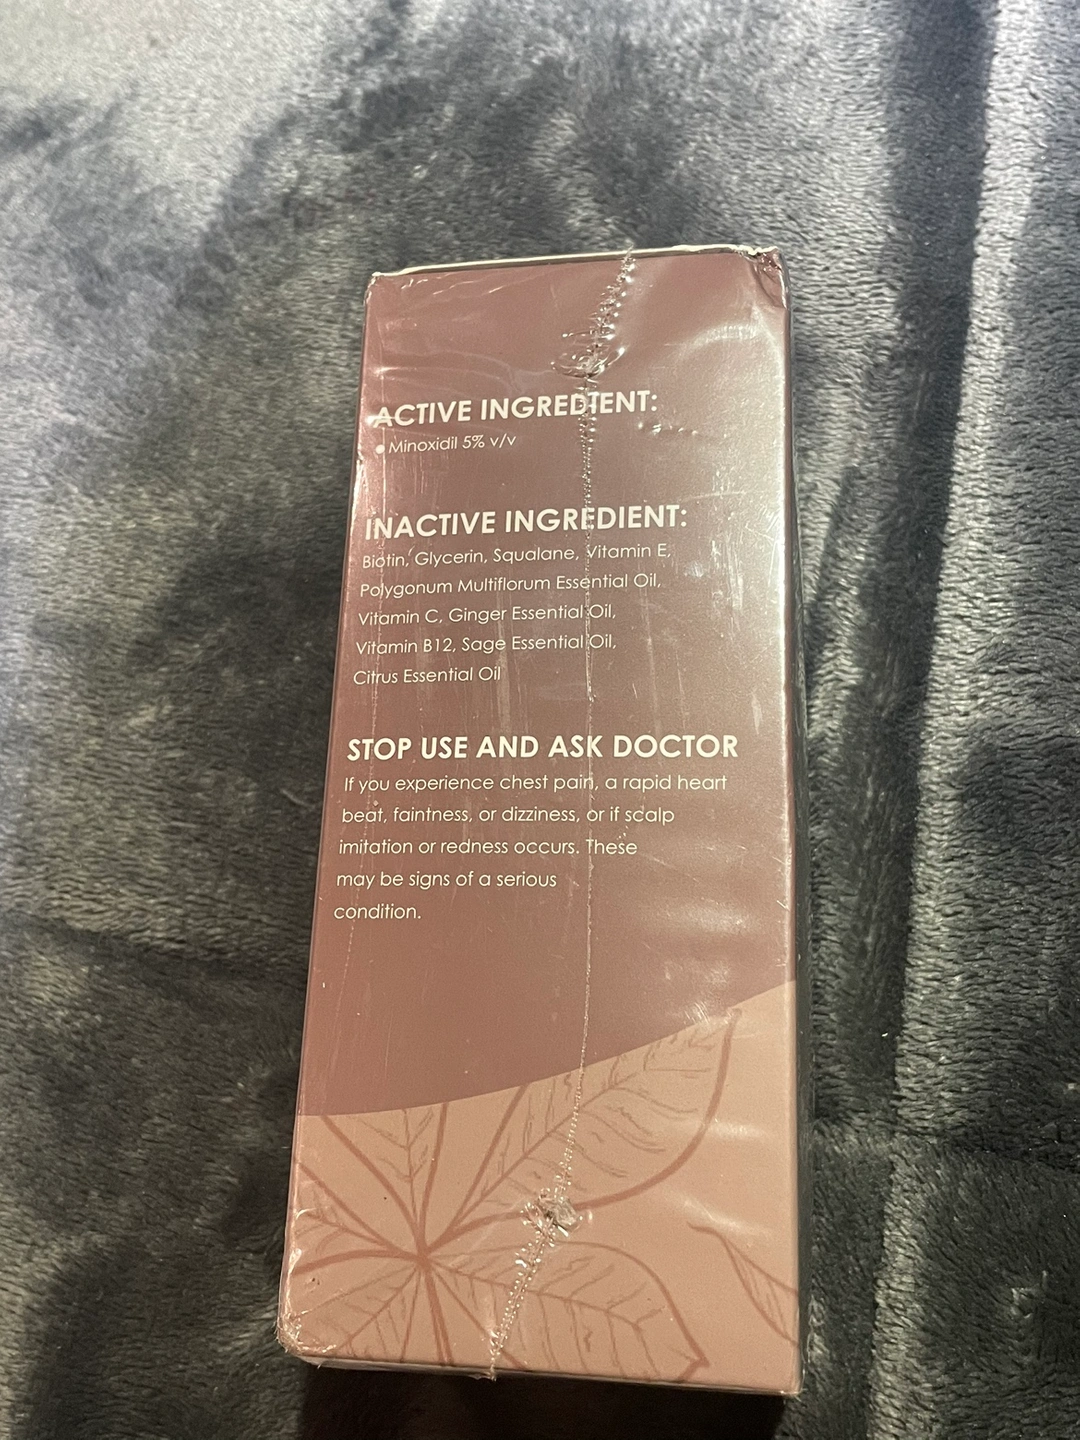 ACTIVE INGREDIENT:
• Minoxidil 5% v/v
INACTIVE INGREDIENT:
Biotin, Glycerin, Squalane, Vitamin E,
Polygonum Multiflorum Essential Oil,
Vitamin C, Ginger Essential Oil,
Vitamin B12, Sage Essential Oil,
Citrus Essential Oil
STOP USE AND ASK DOCTOR
If you experience chest pain, a rapid heart
beat, faintness, or dizziness, or if scalp
imitation or redness occurs. These
may be signs of a serious
condition.